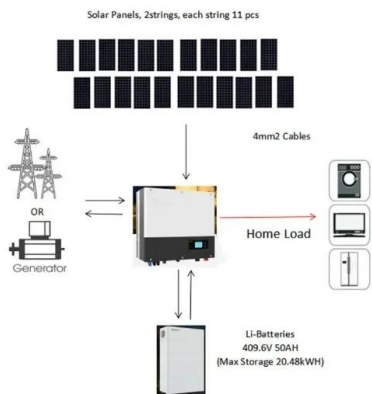 Solar Panels, 2strings, each string 11 pcs
4mm2 Cables
OR
Generator
Home Load
Li-Batteries
409.6V 50AH
(Max Storage 20.48kWH)